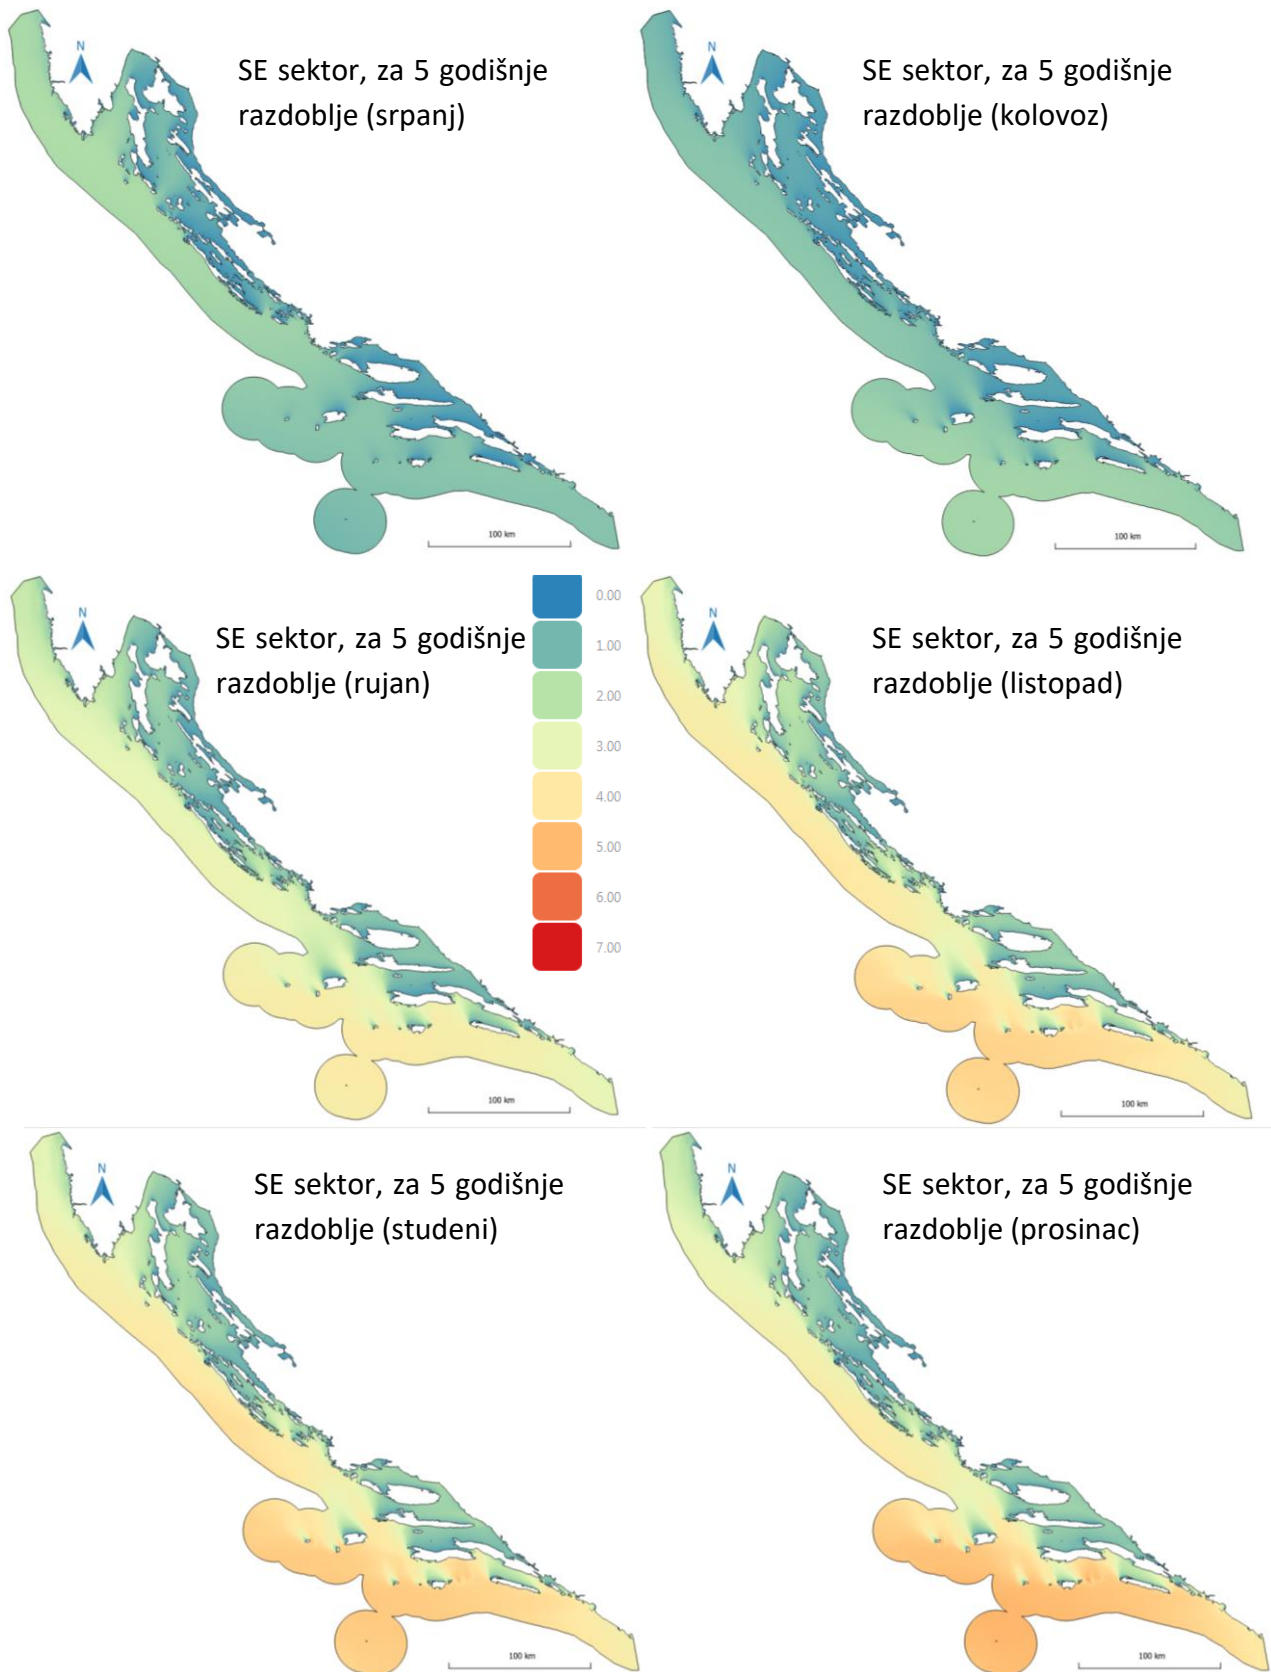 N
SE sektor, za 5 godišnje
razdoblje (srpanj)
100 km
N
SE sektor, za 5 godišnje
razdoblje (kolovoz)
100 km
N
SE sektor, za 5 godišnje
razdoblje (rujan)
100 km
0.00
1.00
2.00
3.00
4.00
5.00
6.00
7.00
N
SE sektor, za 5 godišnje
razdoblje (listopad)
100 km
N
SE sektor, za 5 godišnje
razdoblje (studeni)
100 km
N
SE sektor, za 5 godišnje
razdoblje (prosinac)
100 km